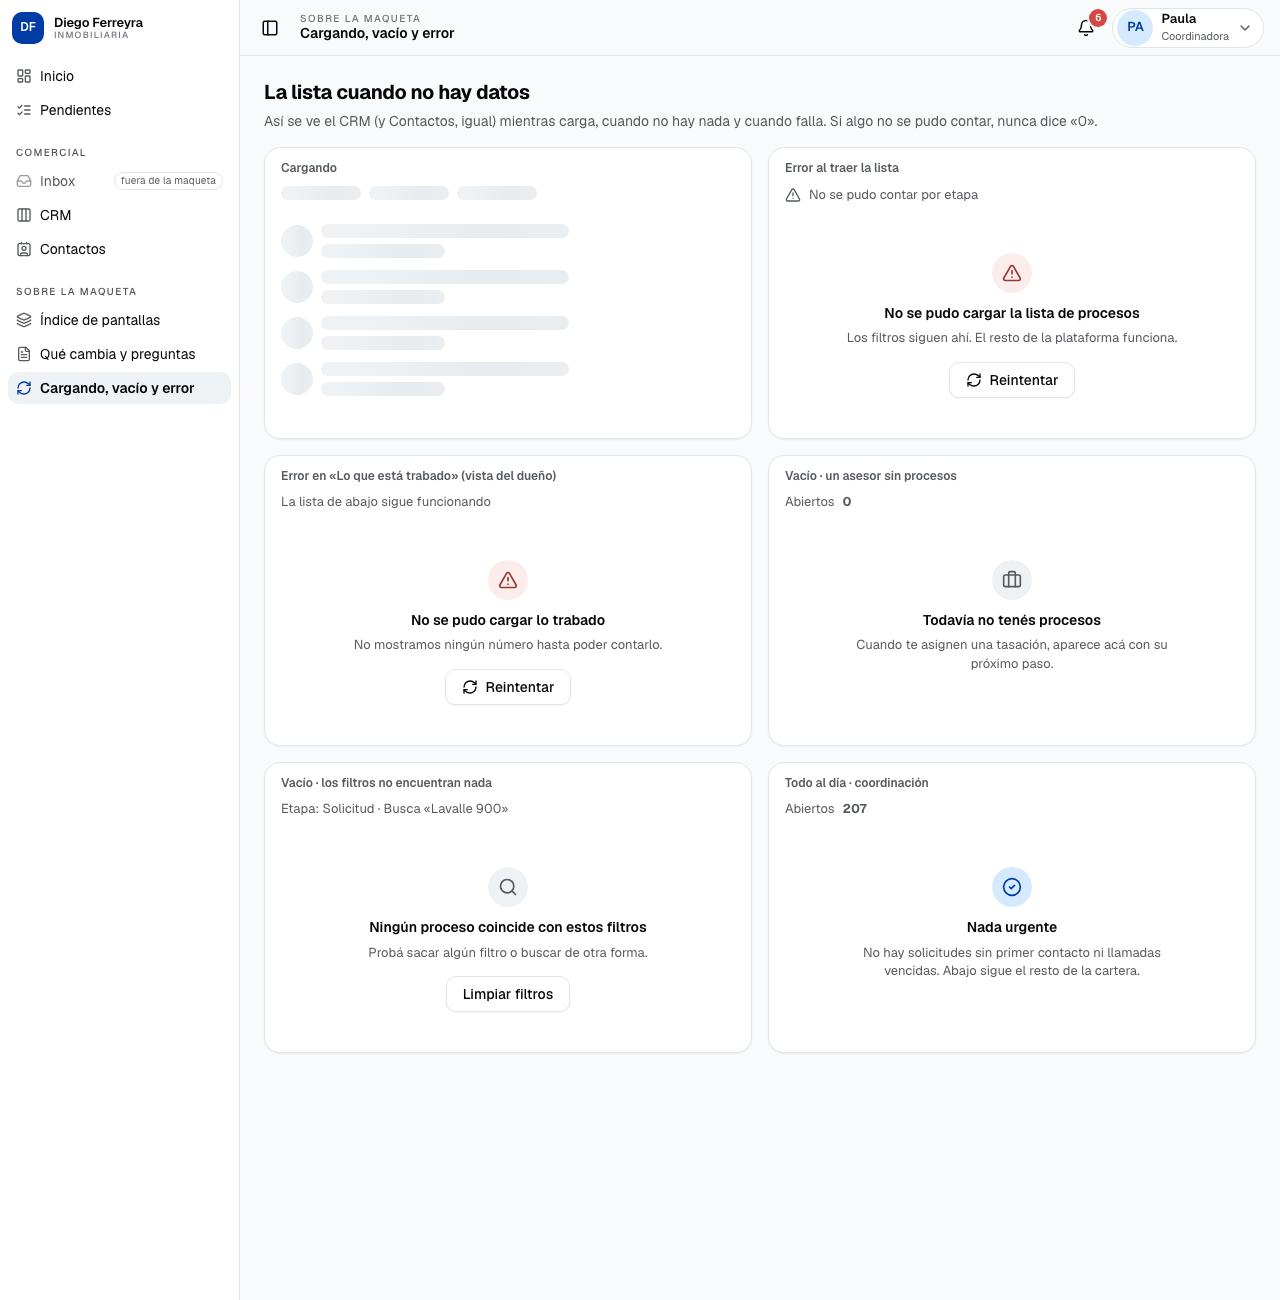 DF
Diego Ferreyra
INMOBILIARIA
Inicio
Pendientes
COMERCIAL
Inbox
fuera de la maqueta
CRM
Contactos
SOBRE LA MAQUETA
Índice de pantallas
Qué cambia y preguntas
Cargando, vacío y error
SOBRE LA MAQUETA
Cargando, vacío y error
6
PA
Paula
Coordinadora
La lista cuando no hay datos
Así se ve el CRM (y Contactos, igual) mientras carga, cuando no hay nada y cuando falla. Si algo no se pudo contar, nunca dice «0».
Cargando
Error al traer la lista
No se pudo contar por etapa
No se pudo cargar la lista de procesos
Los filtros siguen ahí. El resto de la plataforma funciona.
Reintentar
Error en «Lo que está trabado» (vista del dueño)
La lista de abajo sigue funcionando
No se pudo cargar lo trabado
No mostramos ningún número hasta poder contarlo.
Reintentar
Vacío · un asesor sin procesos
Abiertos 0
Todavía no tenés procesos
Cuando te asignen una tasación, aparece acá con su
próximo paso.
Vacío · los filtros no encuentran nada
Etapa: Solicitud · Busca «Lavalle 900»
Ningún proceso coincide con estos filtros
Probá sacar algún filtro o buscar de otra forma.
Limpiar filtros
Todo al día · coordinación
Abiertos 207
Nada urgente
No hay solicitudes sin primer contacto ni llamadas
vencidas. Abajo sigue el resto de la cartera.